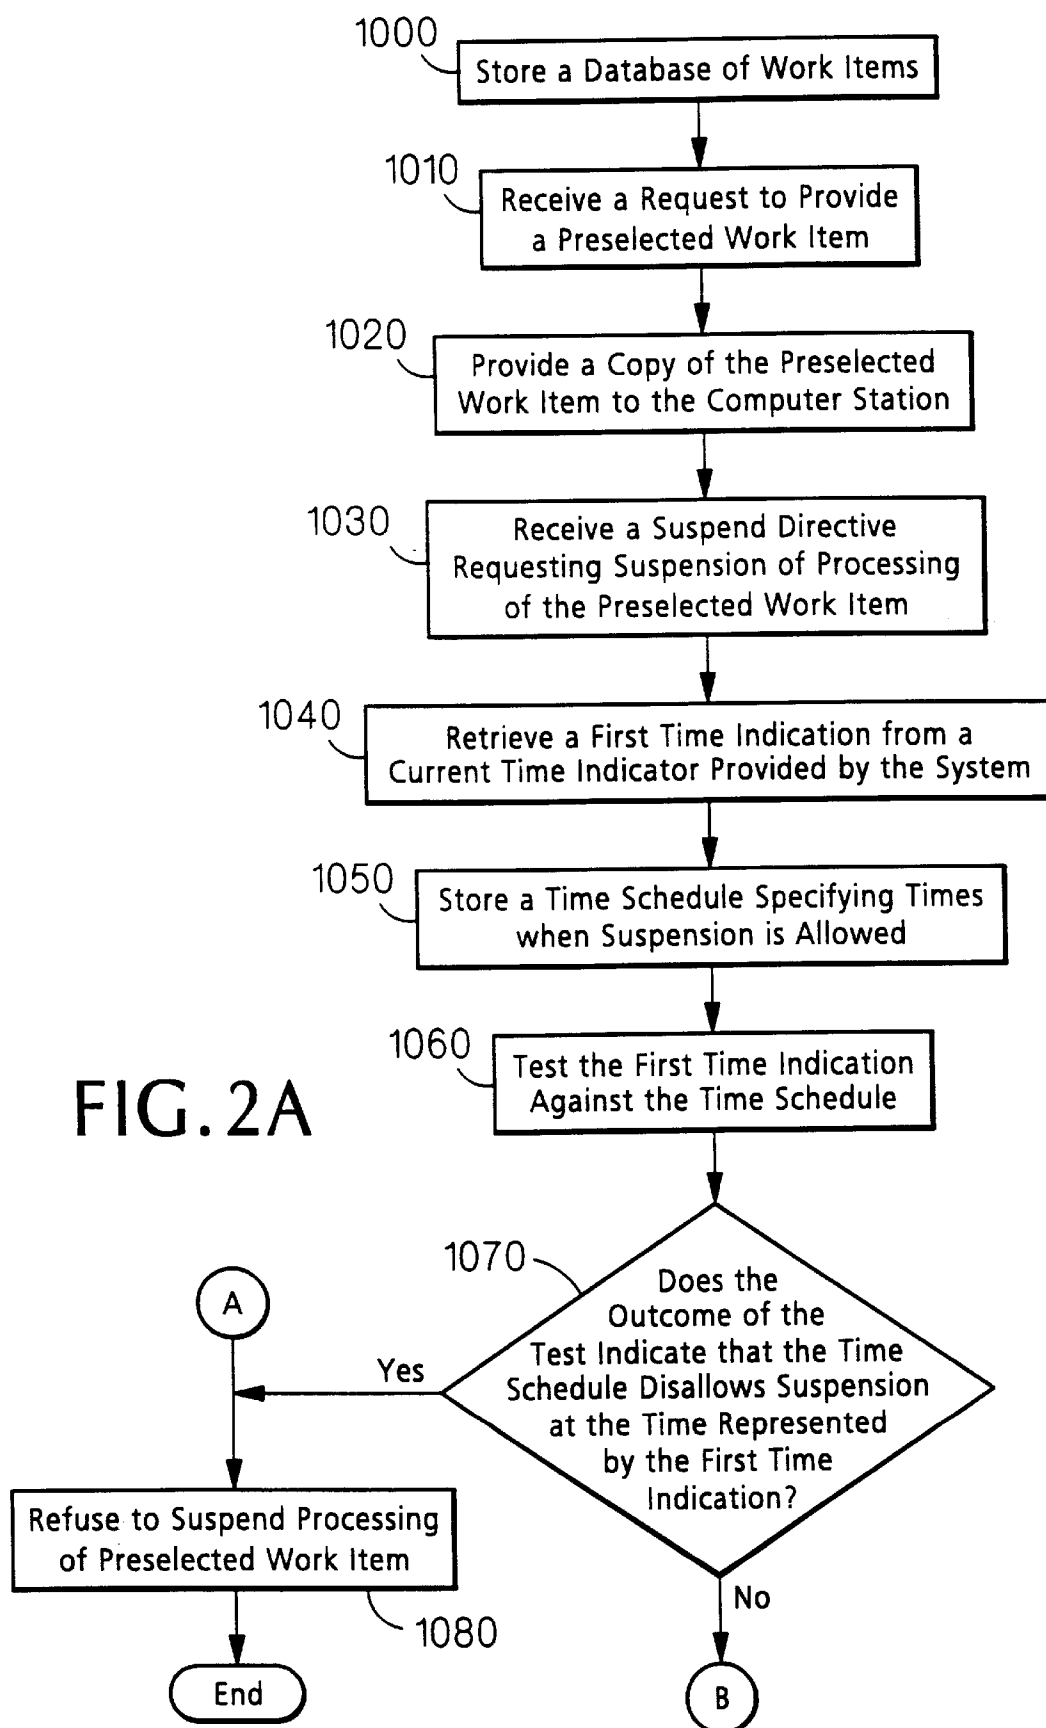 1000
Store a Database of Work Items
1010
Receive a Request to Provide
a Preselected Work Item
1020
Provide a Copy of the Preselected
Work Item to the Computer Station
1030
Receive a Suspend Directive
Requesting Suspension of Processing
of the Preselected Work Item
1040
Retrieve a First Time Indication from a
Current Time Indicator Provided by the System
1050
Store a Time Schedule Specifying Times
when Suspension is Allowed
1060
Test the First Time Indication
Against the Time Schedule
FIG. 2A
1070
Does the
Outcome of the
Test Indicate that the Time
Schedule Disallows Suspension
at the Time Represented
by the First Time
Indication?
A
Yes
Refuse to Suspend Processing
of Preselected Work Item
1080
No
End
B